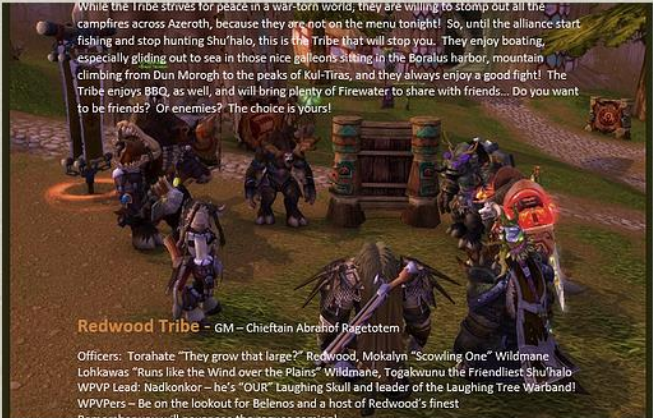 While the Tribe strives for peace in a war-torn world, they are willing to stomp out all the
campfires across Azeroth, because they are not on the menu tonight!  So, until the alliance start
fishing and stop hunting Shu'halo, this is the Tribe that will stop you.  They enjoy boating,
especially gliding out to sea in those nice galleons sitting in the Boralus harbor, mountain
climbing from Dun Morogh to the peaks of Kul-Tiras, and they always enjoy a good fight!  The
Tribe enjoys BBQ, as well, and will bring plenty of Firewater to share with friends... Do you want
to be friends?  Or enemies?  The choice is yours!
Redwood Tribe - GM – Chieftain Abrahof Ragetotem
Officers:  Torahate "They grow that large?" Redwood, Mokalyn "Scowling One" Wildmane
Lohkawas "Runs like the Wind over the Plains" Wildmane, Togakwunu the Friendliest Shu'halo
WPVP Lead: Nadkonkor – he's "OUR" Laughing Skull and leader of the Laughing Tree Warband!
WPVPers – Be on the lookout for Belenos and a host of Redwood's finest